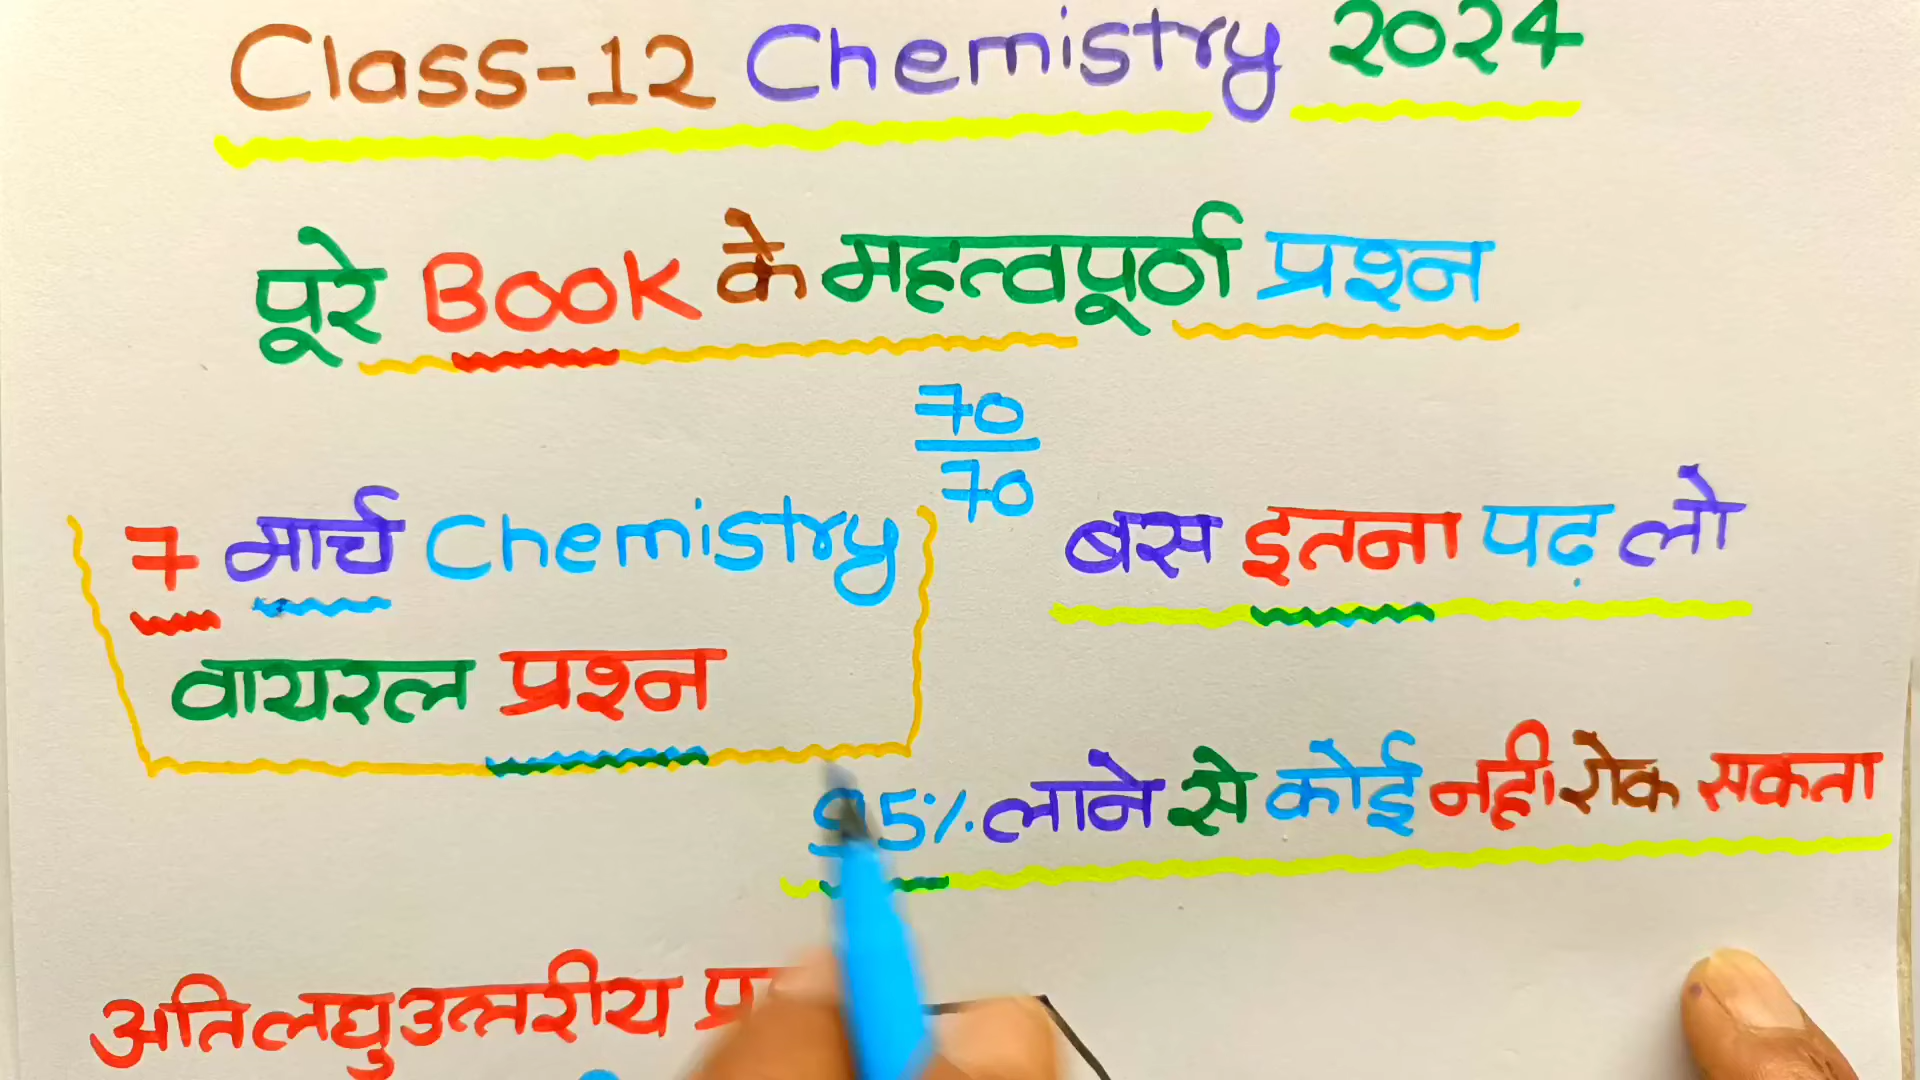 Class-12 Chemistry 2024
पूरे Book के महत्वपूर्ण प्रश्न
70
70
7 मार्च Chemistry
वायरल प्रश्न
बस इतना पढ़ लो
95% लाने से कोई नहीं रोक सकता
अति लघु उत्तरीय